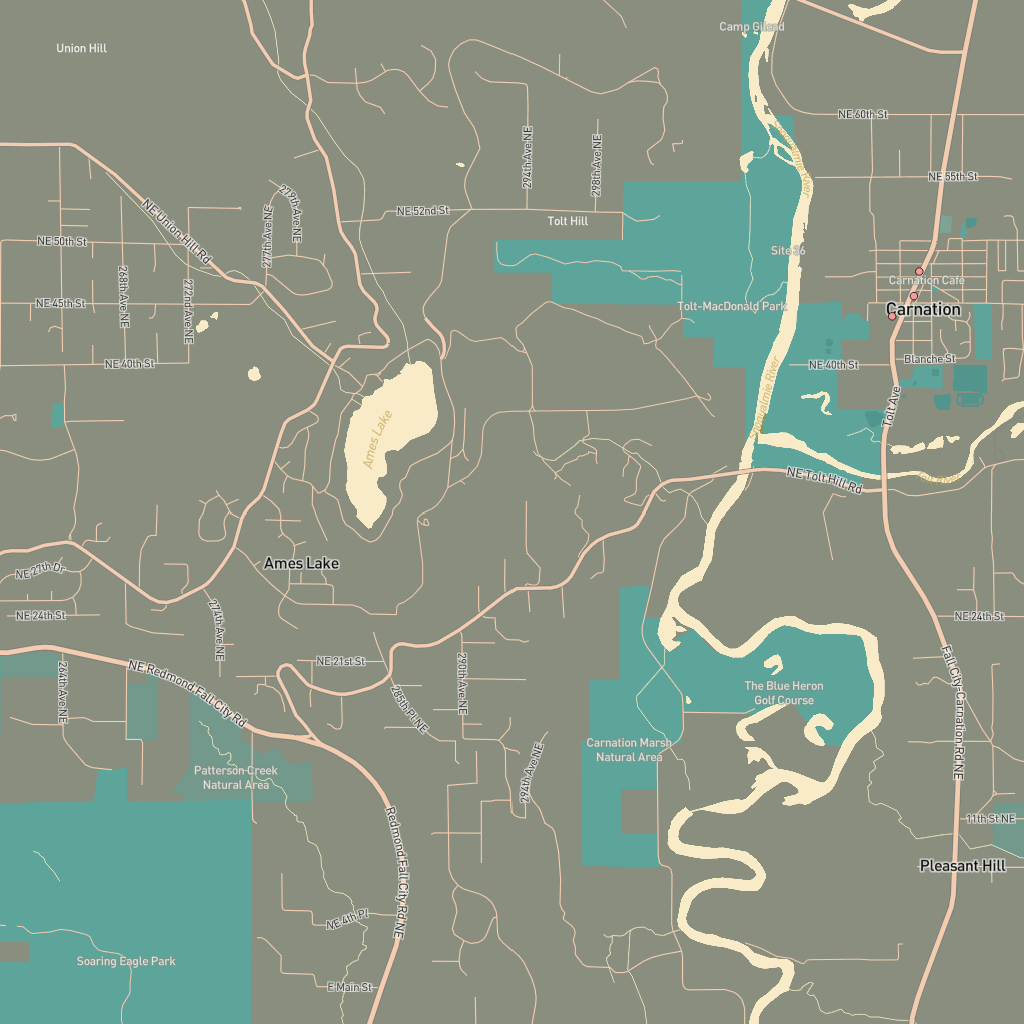 Camp Gilead
Union Hill
NE 60th St
294th Ave NE
298th Ave NE
Snoqualmie River
NE 55th St
279th Ave NE
NE Union Hill Rd
277th Ave NE
NE 52nd St
Tolt Hill
NE 50th St
Site 26
268th Ave NE
272nd Ave NE
Carnation Cafe
NE 45th St
Tolt-MacDonald Park
Carnation
Blanche St
NE 40th St
NE 40th St
Snoqualmie River
Tolt Ave
Ames Lake
NE Tolt Hill Rd
Ames Lake
NE 27th Dr
NE 24th St
274th Ave NE
NE 24th St
NE 21st St
264th Ave NE
290th Ave NE
Fall City-Carnation Rd NE
NE Redmond Fall City Rd
285th Pl NE
The Blue Heron
Golf Course
Carnation Marsh
Natural Area
294th Ave NE
Patterson Creek
Natural Area
11th St NE
Redmond Fall City Rd NE
Pleasant Hill
NE 4th Pl
Soaring Eagle Park
E Main St